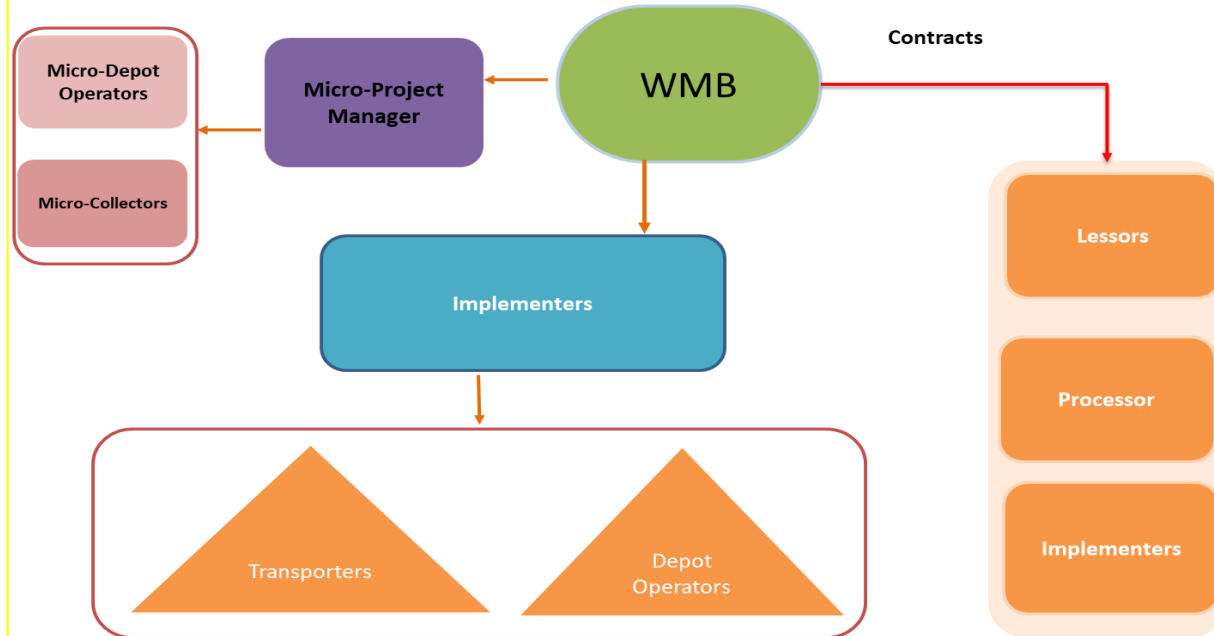 Micro-Depot
Operators
Micro-Collectors
Micro-Project
Manager
WMB
Contracts
Implementers
Transporters
Depot
Operators
Lessors
Processor
Implementers